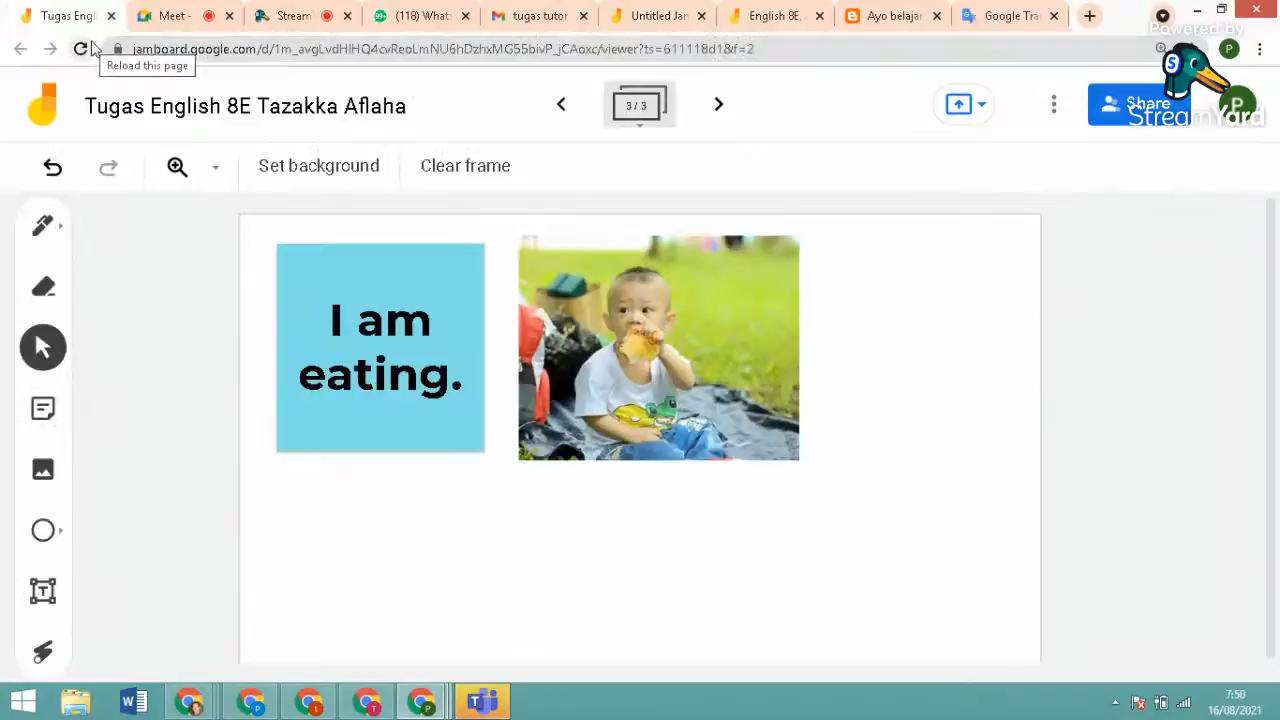 Tugas Engli
Meet -
Stream
(118) What
tugas tutor
Untitled Jan
English 8E,
Ayo belajar
Google Tra
Powered by
jamboard.google.com/d/1m_avgLvdHIHQ4cvReoLmNU6hDzhxMG55bivP_jCAoxc/viewer?ts=611118d1&f=2
P
Reload this page
Tugas English 8E Tazakka Aflaha
3 / 3
Share
P
StreamYard
Set background
Clear frame
I am
eating.
7:50
16/08/2021